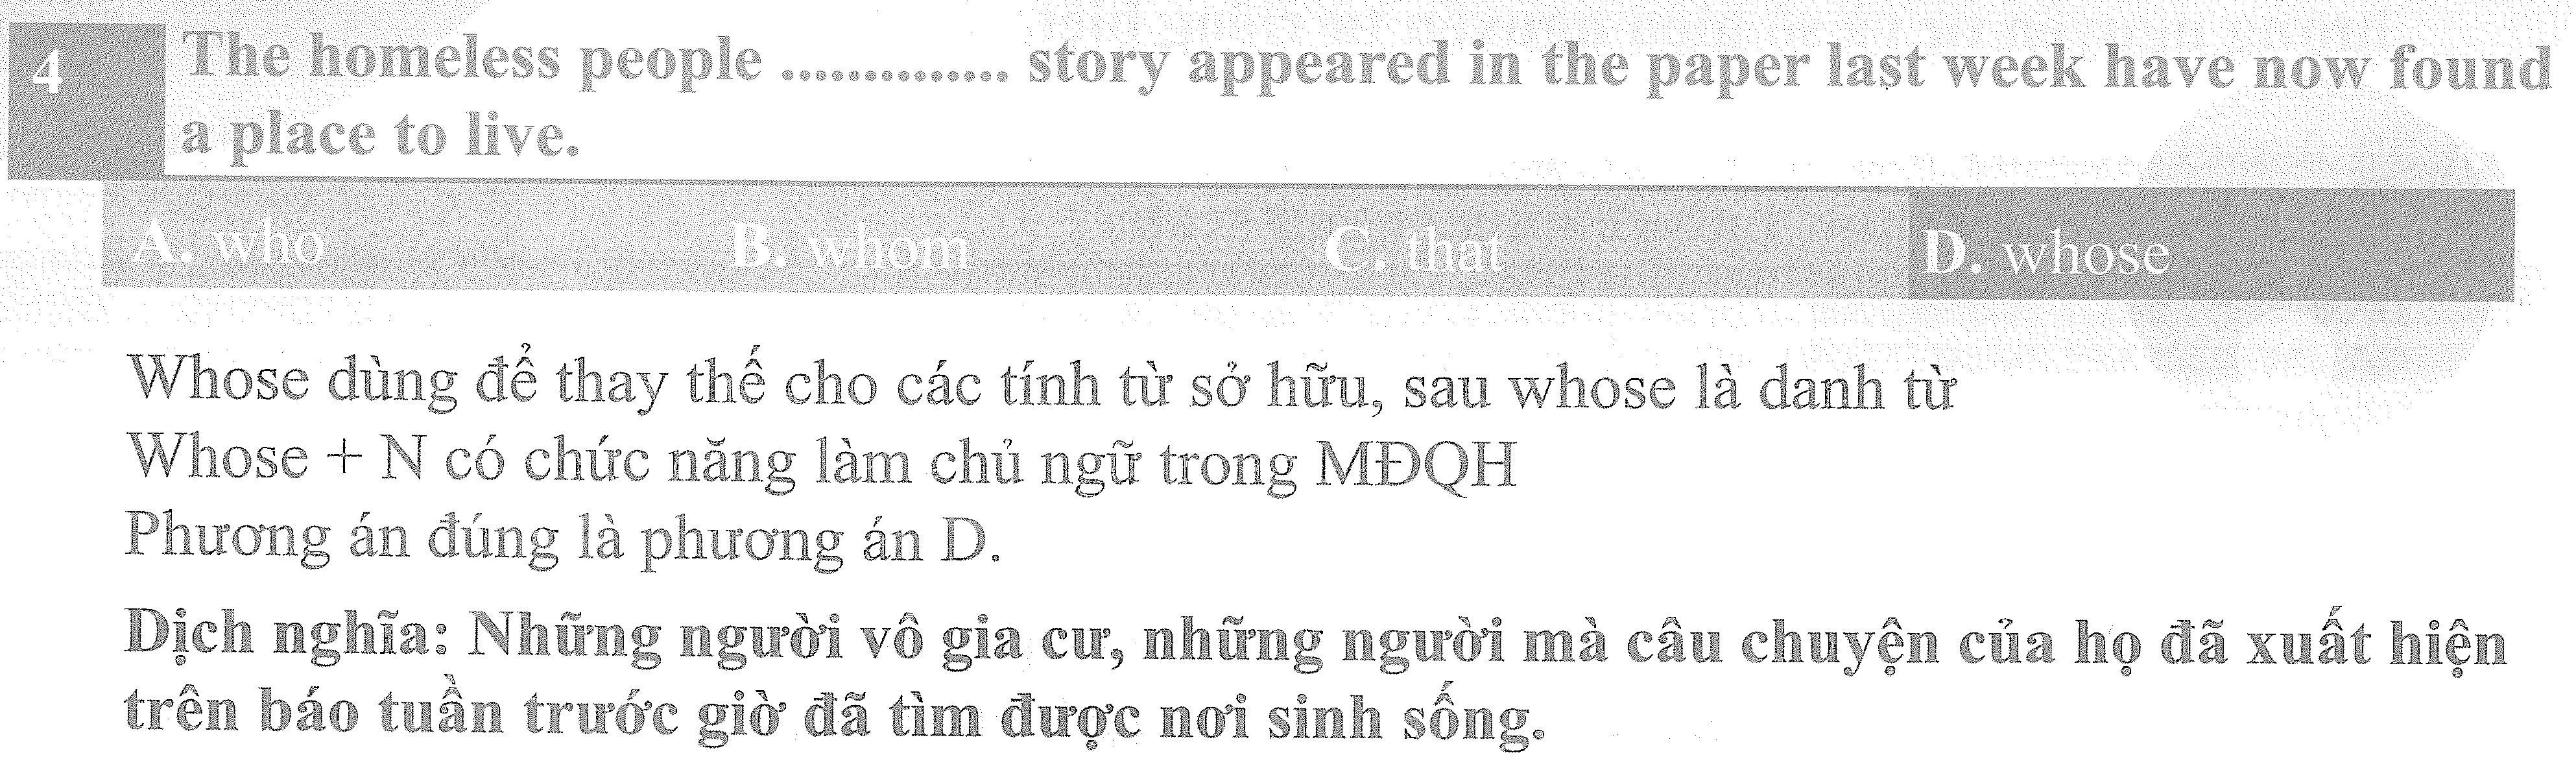 4 The homeless people .............. story appeared in the paper last week have now found
a place to live.
A. who B. whom C. that D. whose
Whose dùng để thay thế cho các tính từ sở hữu, sau whose là danh từ
Whose + N có chức năng làm chủ ngữ trong MĐQH
Phương án đúng là phương án D.
Dịch nghĩa: Những người vô gia cư, những người mà câu chuyện của họ đã xuất hiện
trên báo tuần trước giờ đã tìm được nơi sinh sống.